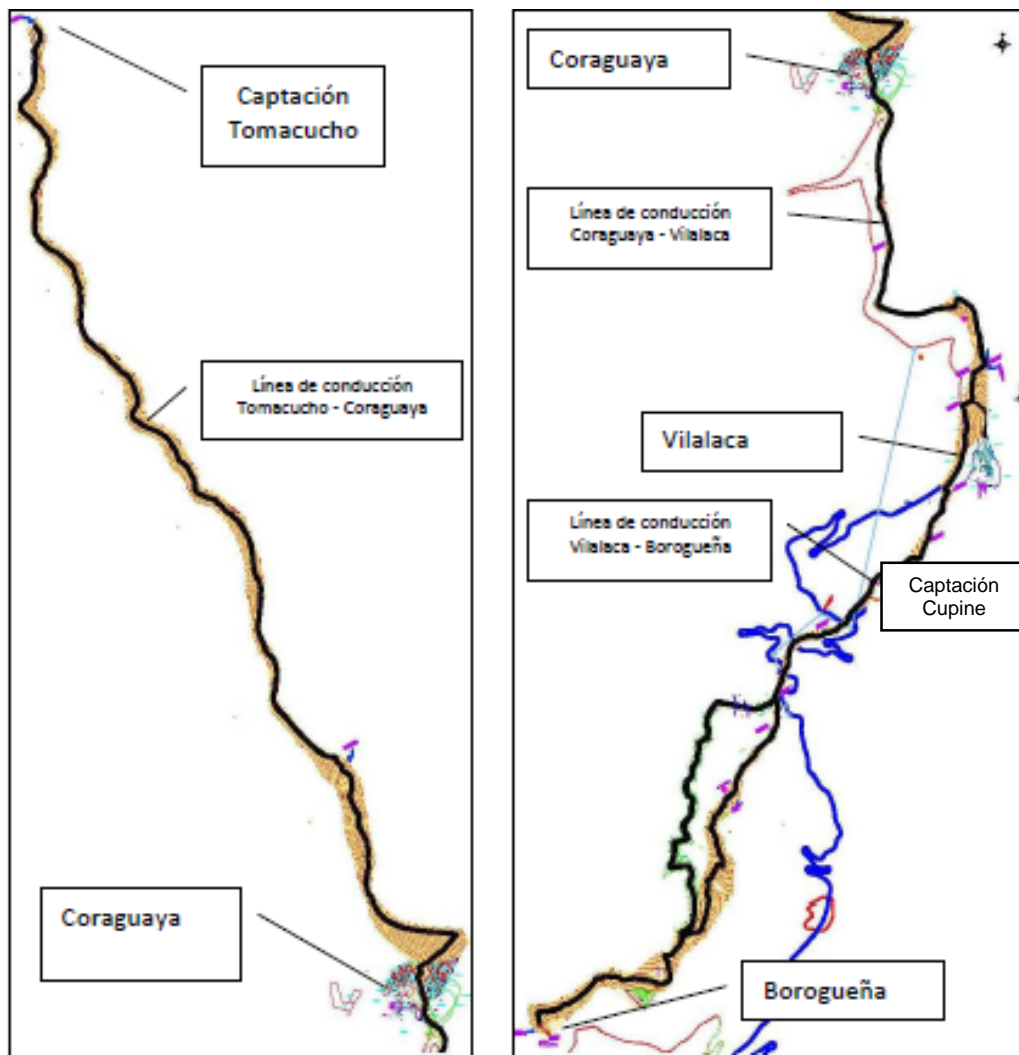 Captación
Tomacucho
Línea de conducción
Tomacucho - Coraguaya
Coraguaya
Coraguaya
Línea de conducción
Coraguaya - Vilalaca
Vilalaca
Línea de conducción
Vilalaca - Borogueña
Captación
Cupine
Borogueña